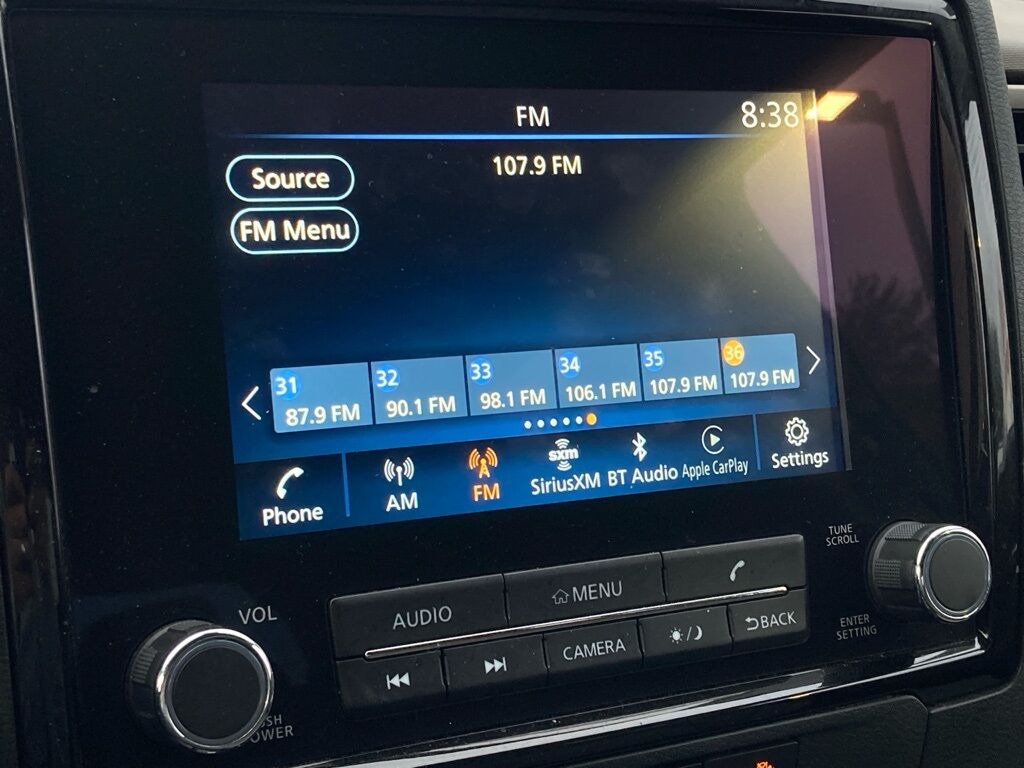 FM
8:38
107.9 FM
Source
FM Menu
31
87.9 FM
32
90.1 FM
33
98.1 FM
34
106.1 FM
35
107.9 FM
36
107.9 FM
Phone
AM
FM
sxm
SiriusXM
BT Audio
Apple CarPlay
Settings
TUNE
SCROLL
VOL
AUDIO
MENU
CAMERA
BACK
ENTER
SETTING